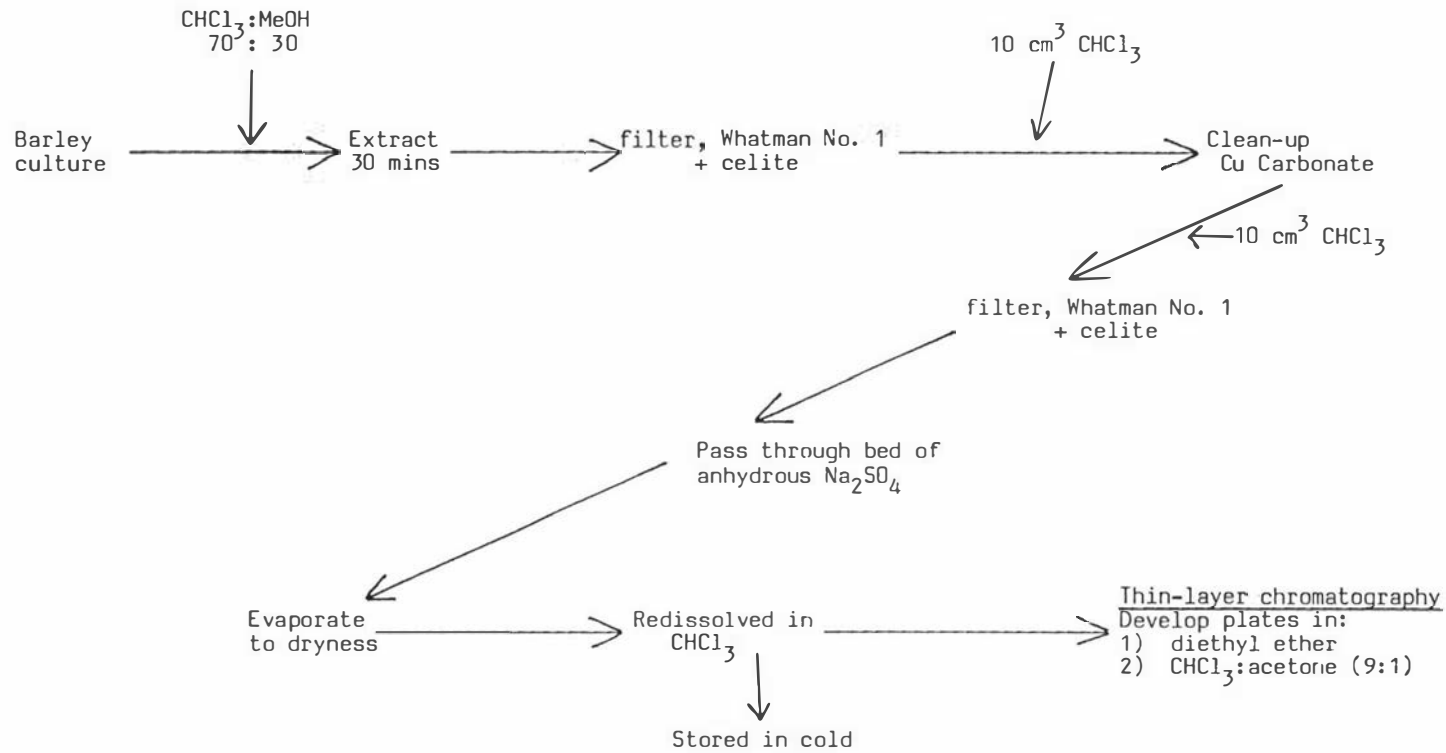 CHCl₃:MeOH
70 : 30
10 cm³ CHCl₃
Barley
culture
Extract
30 mins
filter, Whatman No. 1
+ celite
Clean-up
Cu Carbonate
10 cm³ CHCl₃
filter, Whatman No. 1
+ celite
Pass through bed of
anhydrous Na₂SO₄
Evaporate
to dryness
Redissolved in
CHCl₃
Thin-layer chromatography
Develop plates in:
1) diethyl ether
2) CHCl₃:acetone (9:1)
Stored in cold